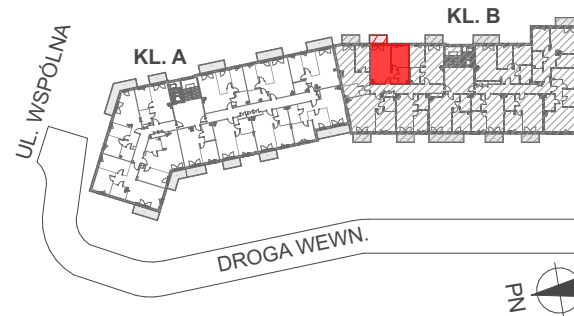 KL. B
KL. A
UL. WSPÓLNA
DROGA WEWN.
PN